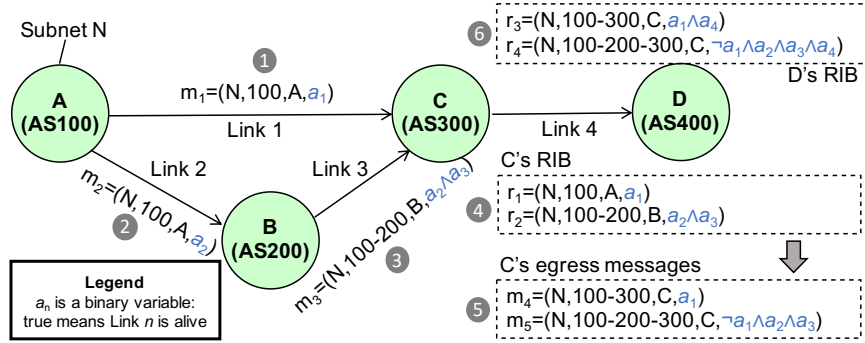 Subnet N
A
(AS100)
1
m₁=(N,100,A,a₁)
Link 1
C
(AS300)
Link 4
D
(AS400)
6
r₃=(N,100-300,C,a₁∧a₄)
r₄=(N,100-200-300,C,¬a₁∧a₂∧a₃∧a₄)
D's RIB
Link 2
m₂=(N,100,A,a₂)
2
B
(AS200)
Link 3
m₃=(N,100-200,B,a₂∧a₃)
3
C's RIB
4
r₁=(N,100,A,a₁)
r₂=(N,100-200,B,a₂∧a₃)
C's egress messages
5
m₄=(N,100-300,C,a₁)
m₅=(N,100-200-300,C,¬a₁∧a₂∧a₃)
Legend
aₙ is a binary variable:
true means Link n is alive